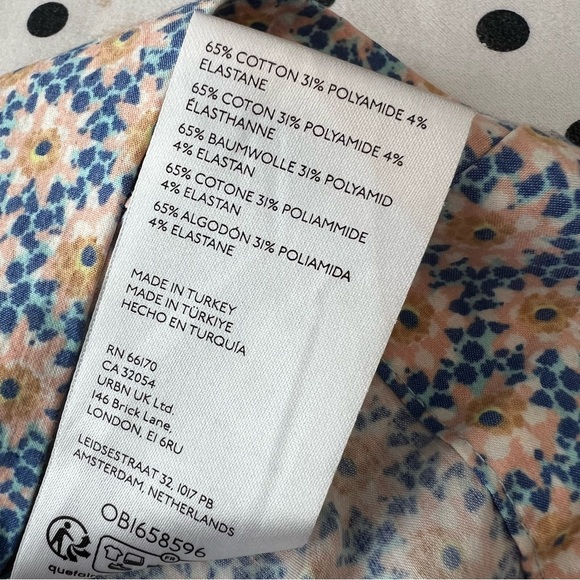 65% COTTON 31% POLYAMIDE 4%
ELASTANE
65% COTON 31% POLYAMIDE 4%
ÉLASTHANNE
65% BAUMWOLLE 31% POLYAMID
4% ELASTAN
65% COTONE 31% POLIAMMIDE
4% ELASTAN
65% ALGODÓN 31% POLIAMIDA
4% ELASTANE
MADE IN TURKEY
MADE IN TÜRKIYE
HECHO EN TURQUÍA
RN 66170
CA 32054
URBN UK Ltd.
146 Brick Lane,
LONDON, E1 6RU
LEIDSESTRAAT 32, 1017 PB
AMSTERDAM, NETHERLANDS
OB1658596
FR